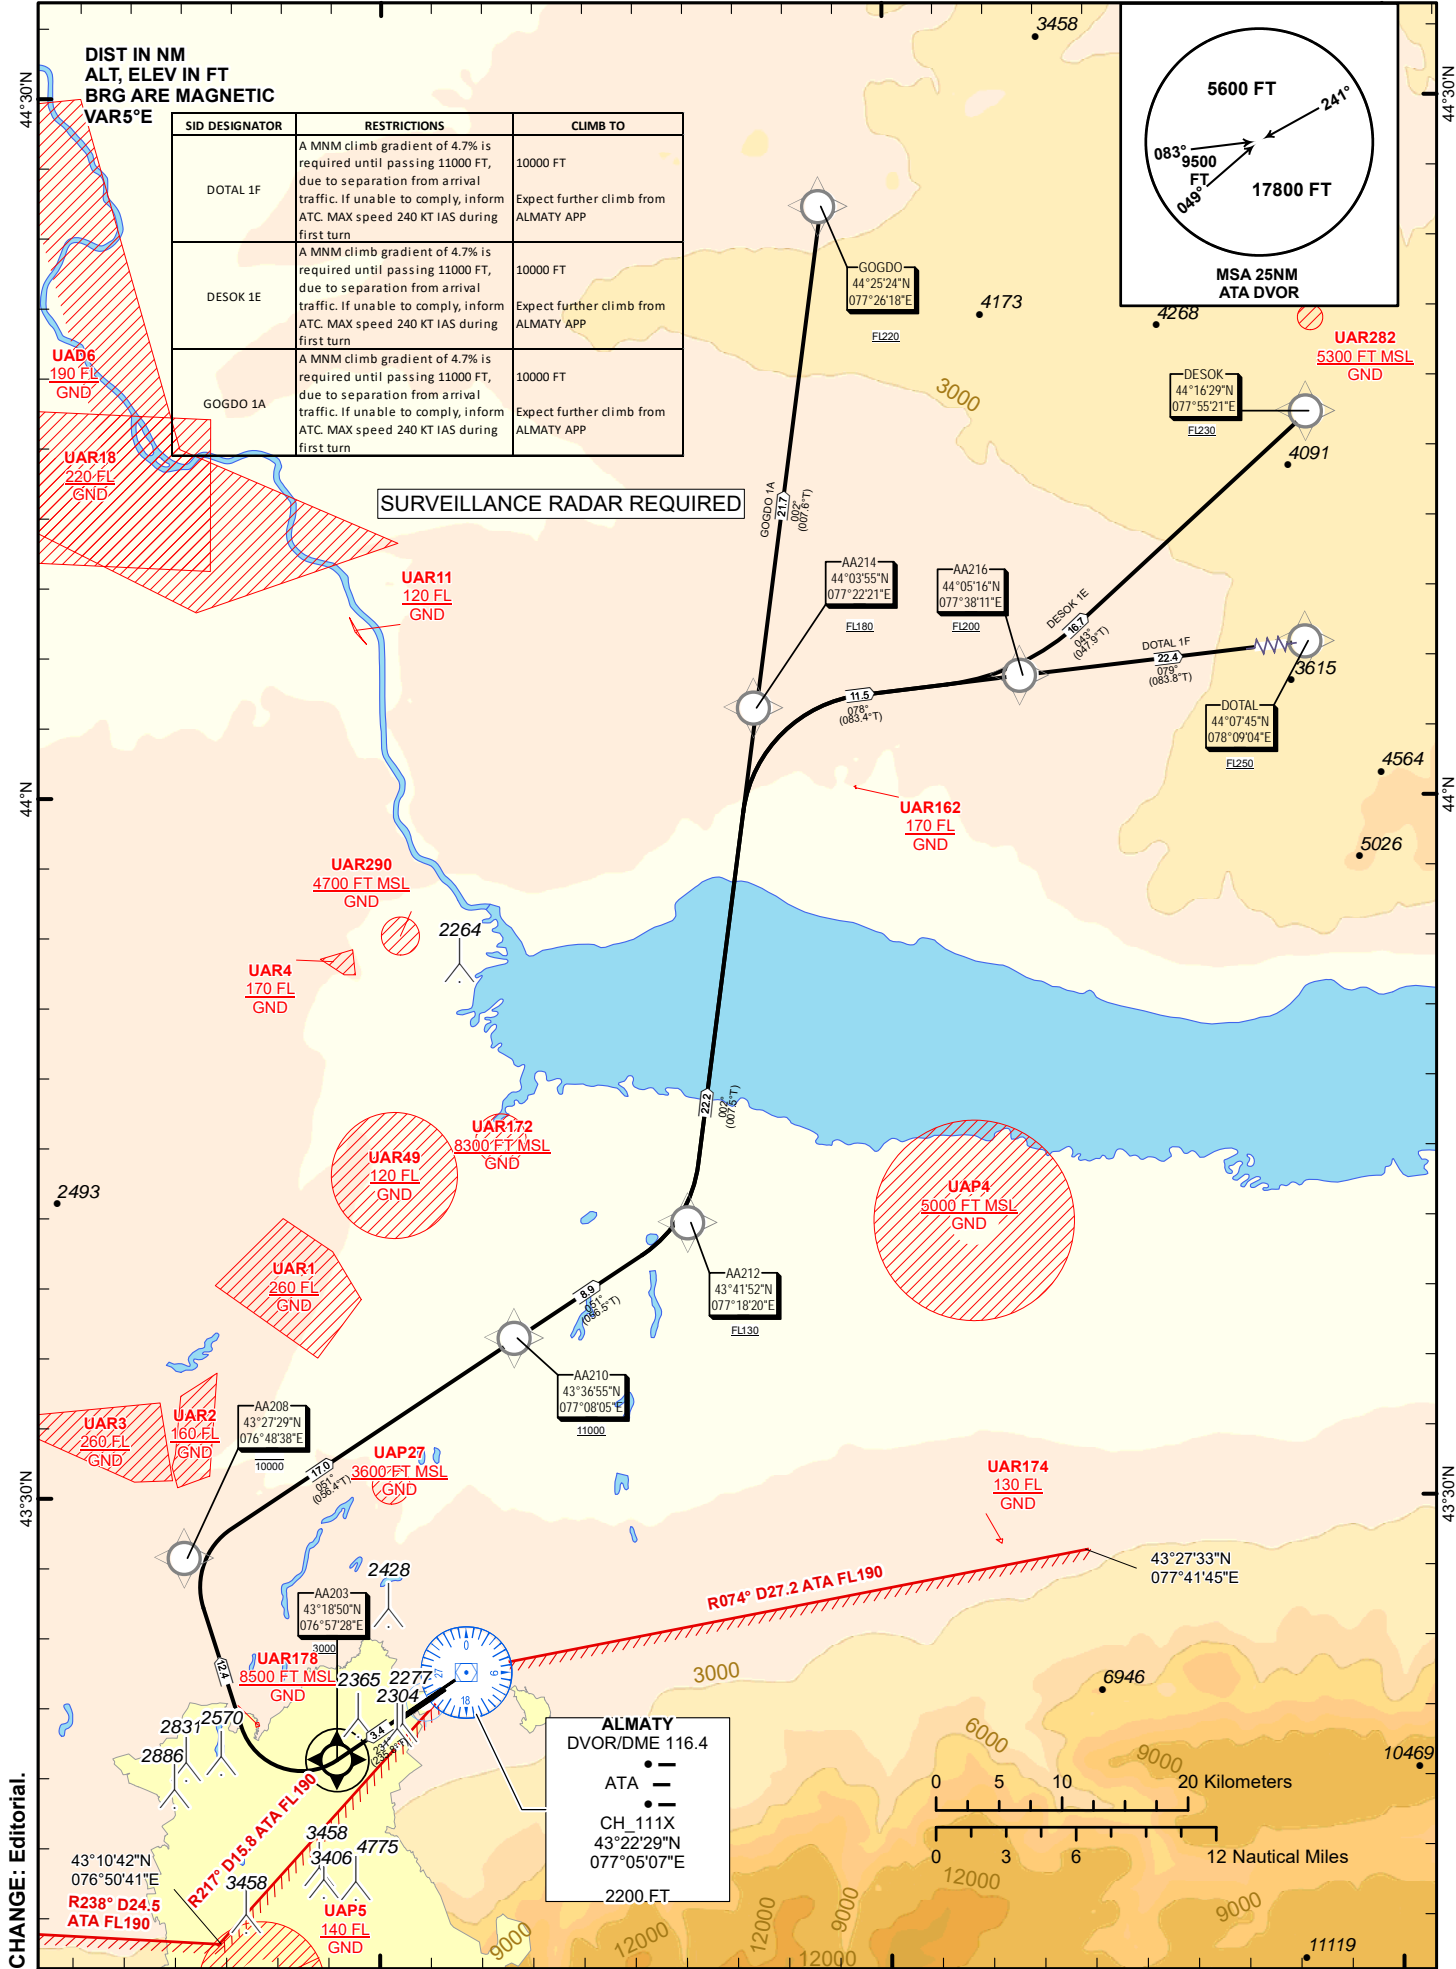 DIST IN NM
ALT, ELEV IN FT
BRG ARE MAGNETIC
VAR5°E
SID DESIGNATOR RESTRICTIONS CLIMB TO
DOTAL 1F
A MNM climb gradient of 4.7% is
required until passing 11000 FT,
due to separation from arrival
traffic. If unable to comply, inform
ATC. MAX speed 240 KT IAS during
first turn
10000 FT
Expect further climb from
ALMATY APP
DESOK 1E
A MNM climb gradient of 4.7% is
required until passing 11000 FT,
due to separation from arrival
traffic. If unable to comply, inform
ATC. MAX speed 240 KT IAS during
first turn
10000 FT
Expect further climb from
ALMATY APP
GOGDO 1A
A MNM climb gradient of 4.7% is
required until passing 11000 FT,
due to separation from arrival
traffic. If unable to comply, inform
ATC. MAX speed 240 KT IAS during
first turn
10000 FT
Expect further climb from
ALMATY APP
SURVEILLANCE RADAR REQUIRED
5600 FT
241°
083°
9500
FT
049°
17800 FT
MSA 25NM
ATA DVOR
44°30'N
44°30'N
44°N
44°N
43°30'N
43°30'N
3458
4173
4268
4091
3615
4564
5026
3000
UAR282
5300 FT MSL
GND
UAD6
190 FL
GND
UAR18
220 FL
GND
UAR11
120 FL
GND
GOGDO
44°25'24"N
077°26'18"E
FL220
DESOK
44°16'29"N
077°55'21"E
FL230
AA214
44°03'55"N
077°22'21"E
FL180
AA216
44°05'16"N
077°38'11"E
FL200
DOTAL
44°07'45"N
078°09'04"E
FL250
GOGDO 1A
21.7
002°
(007.6°T)
DESOK 1E
16.7
043°
(047.9°T)
DOTAL 1F
22.4
079°
(083.8°T)
11.5
078°
(083.4°T)
UAR162
170 FL
GND
UAR290
4700 FT MSL
GND
2264
UAR4
170 FL
GND
UAR172
8300 FT MSL
GND
UAR49
120 FL
GND
22.2
002°
(007.5°T)
UAP4
5000 FT MSL
GND
2493
UAR1
260 FL
GND
AA212
43°41'52"N
077°18'20"E
FL130
8.9
051°
(056.5°T)
AA210
43°36'55"N
077°08'05"E
11000
UAR3
260 FL
GND
UAR2
160 FL
GND
AA208
43°27'29"N
076°48'38"E
10000
UAP27
3600 FT MSL
GND
17.0
051°
(056.4°T)
UAR174
130 FL
GND
43°27'33"N
077°41'45"E
R074° D27.2 ATA FL190
2428
AA203
43°18'50"N
076°57'28"E
3000
UAR178
8500 FT MSL
GND
12.4
2365
2277
2304
3.4
231°
0
9
18
27
3000
6946
2831
2570
2886
6000
9000
10469
ALMATY
DVOR/DME 116.4
ATA
CH_111X
43°22'29"N
077°05'07"E
2200 FT
0 5 10 20 Kilometers
0 3 6 12 Nautical Miles
R217° D15.8 ATA FL190
3458
3406
4775
3458
43°10'42"N
076°50'41"E
R238° D24.5
ATA FL190
UAP5
140 FL
GND
9000
12000
12000
9000
12000
12000
9000
11119
CHANGE: Editorial.